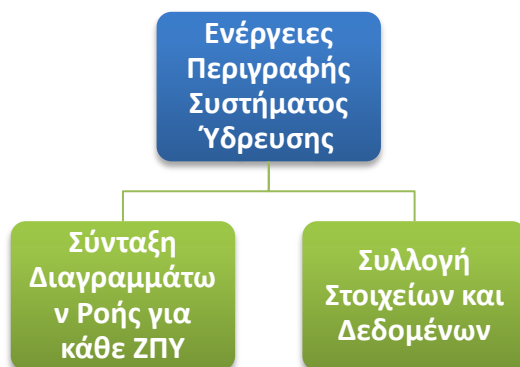 Ενέργειες
Περιγραφής
Συστήματος
Ύδρευσης
Σύνταξη
Διαγραμμάτω
ν Ροής για
κάθε ΖΠΥ
Συλλογή
Στοιχείων και
Δεδομένων